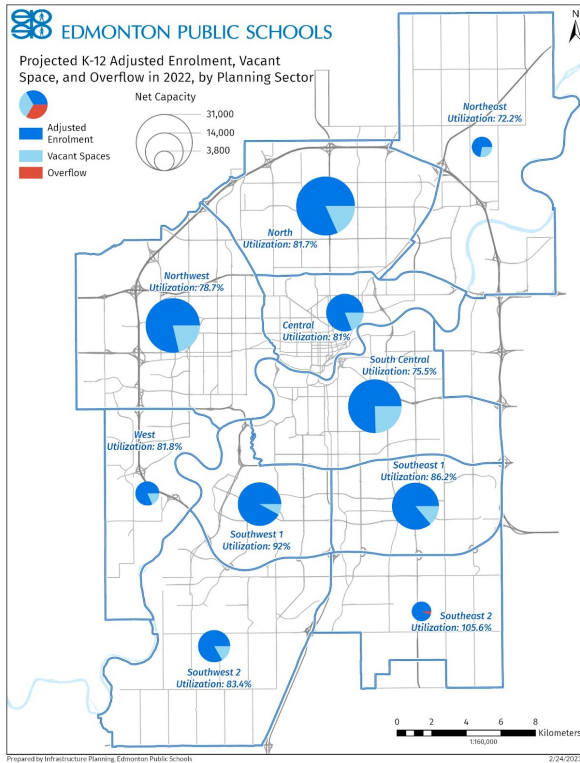 EDMONTON PUBLIC SCHOOLS
N
Projected K-12 Adjusted Enrolment, Vacant
Space, and Overflow in 2022, by Planning Sector
Net Capacity
31,000
14,000
3,800
Adjusted
Enrolment
Vacant Spaces
Overflow
Northeast
Utilization: 72.2%
North
Utilization: 81.7%
Northwest
Utilization: 78.7%
Central
Utilization: 81%
South Central
Utilization: 75.5%
West
Utilization: 81.8%
Southeast 1
Utilization: 86.2%
Southwest 1
Utilization: 92%
Southeast 2
Utilization: 105.6%
Southwest 2
Utilization: 83.4%
0 2 4 6 8
Kilometers
1:160,000
Prepared by Infrastructure Planning, Edmonton Public Schools